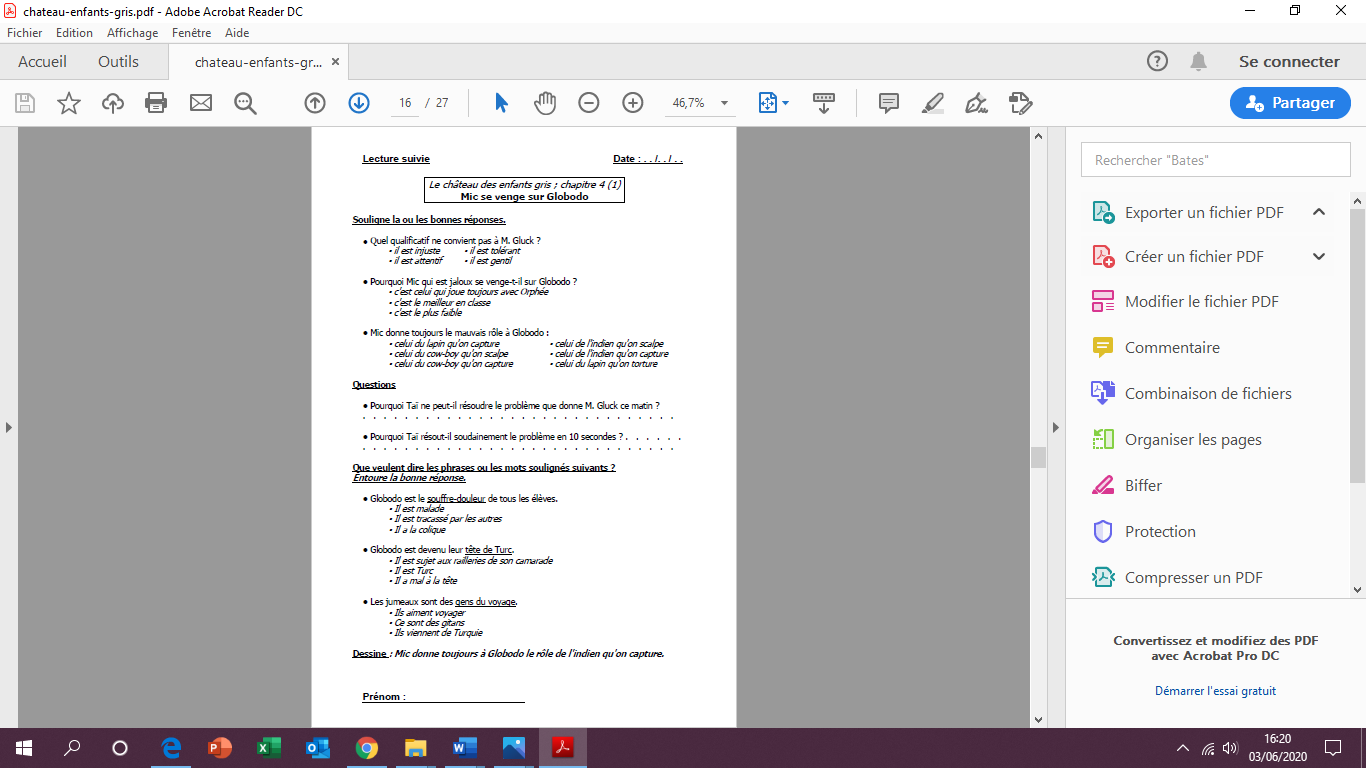 chateau-enfants-gris.pdf - Adobe Acrobat Reader DC
Fichier Edition Affichage Fenêtre Aide
Accueil Outils chateau-enfants-gr... × Se connecter
16 / 27 46,7% Partager
Lecture suivie Date : . . /. . / . .
Le château des enfants gris ; chapitre 4 (1)
Mic se venge sur Globodo
Souligne la ou les bonnes réponses.
• Quel qualificatif ne convient pas à M. Gluck ?
• il est injuste • il est tolérant
• il est attentif • il est gentil
• Pourquoi Mic qui est jaloux se venge-t-il sur Globodo ?
• c'est celui qui joue toujours avec Orphée
• c'est le meilleur en classe
• c'est le plus faible
• Mic donne toujours le mauvais rôle à Globodo :
• celui du lapin qu'on capture • celui de l'indien qu'on scalpe
• celui du cow-boy qu'on scalpe • celui de l'indien qu'on capture
• celui du cow-boy qu'on capture • celui du lapin qu'on torture
Questions
• Pourquoi Taï ne peut-il résoudre le problème que donne M. Gluck ce matin ?
. . . . . . . . . . . . . . . . . . . . . . . . . . . . . .
• Pourquoi Taï résout-il soudainement le problème en 10 secondes ? . . . . . .
. . . . . . . . . . . . . . . . . . . . . . . . . . . . . .
Que veulent dire les phrases ou les mots soulignés suivants ?
Entoure la bonne réponse.
• Globodo est le souffre-douleur de tous les élèves.
• Il est malade
• Il est tracassé par les autres
• Il a la colique
• Globodo est devenu leur tête de Turc.
• Il est sujet aux railleries de son camarade
• Il est Turc
• Il a mal à la tête
• Les jumeaux sont des gens du voyage.
• Ils aiment voyager
• Ce sont des gitans
• Ils viennent de Turquie
Dessine : Mic donne toujours à Globodo le rôle de l'indien qu'on capture.
Prénom :
Rechercher "Bates"
Exporter un fichier PDF
Créer un fichier PDF
Modifier le fichier PDF
Commentaire
Combinaison de fichiers
Organiser les pages
Biffer
Protection
Compresser un PDF
Convertissez et modifiez des PDF
avec Acrobat Pro DC
Démarrer l'essai gratuit
16:20
03/06/2020